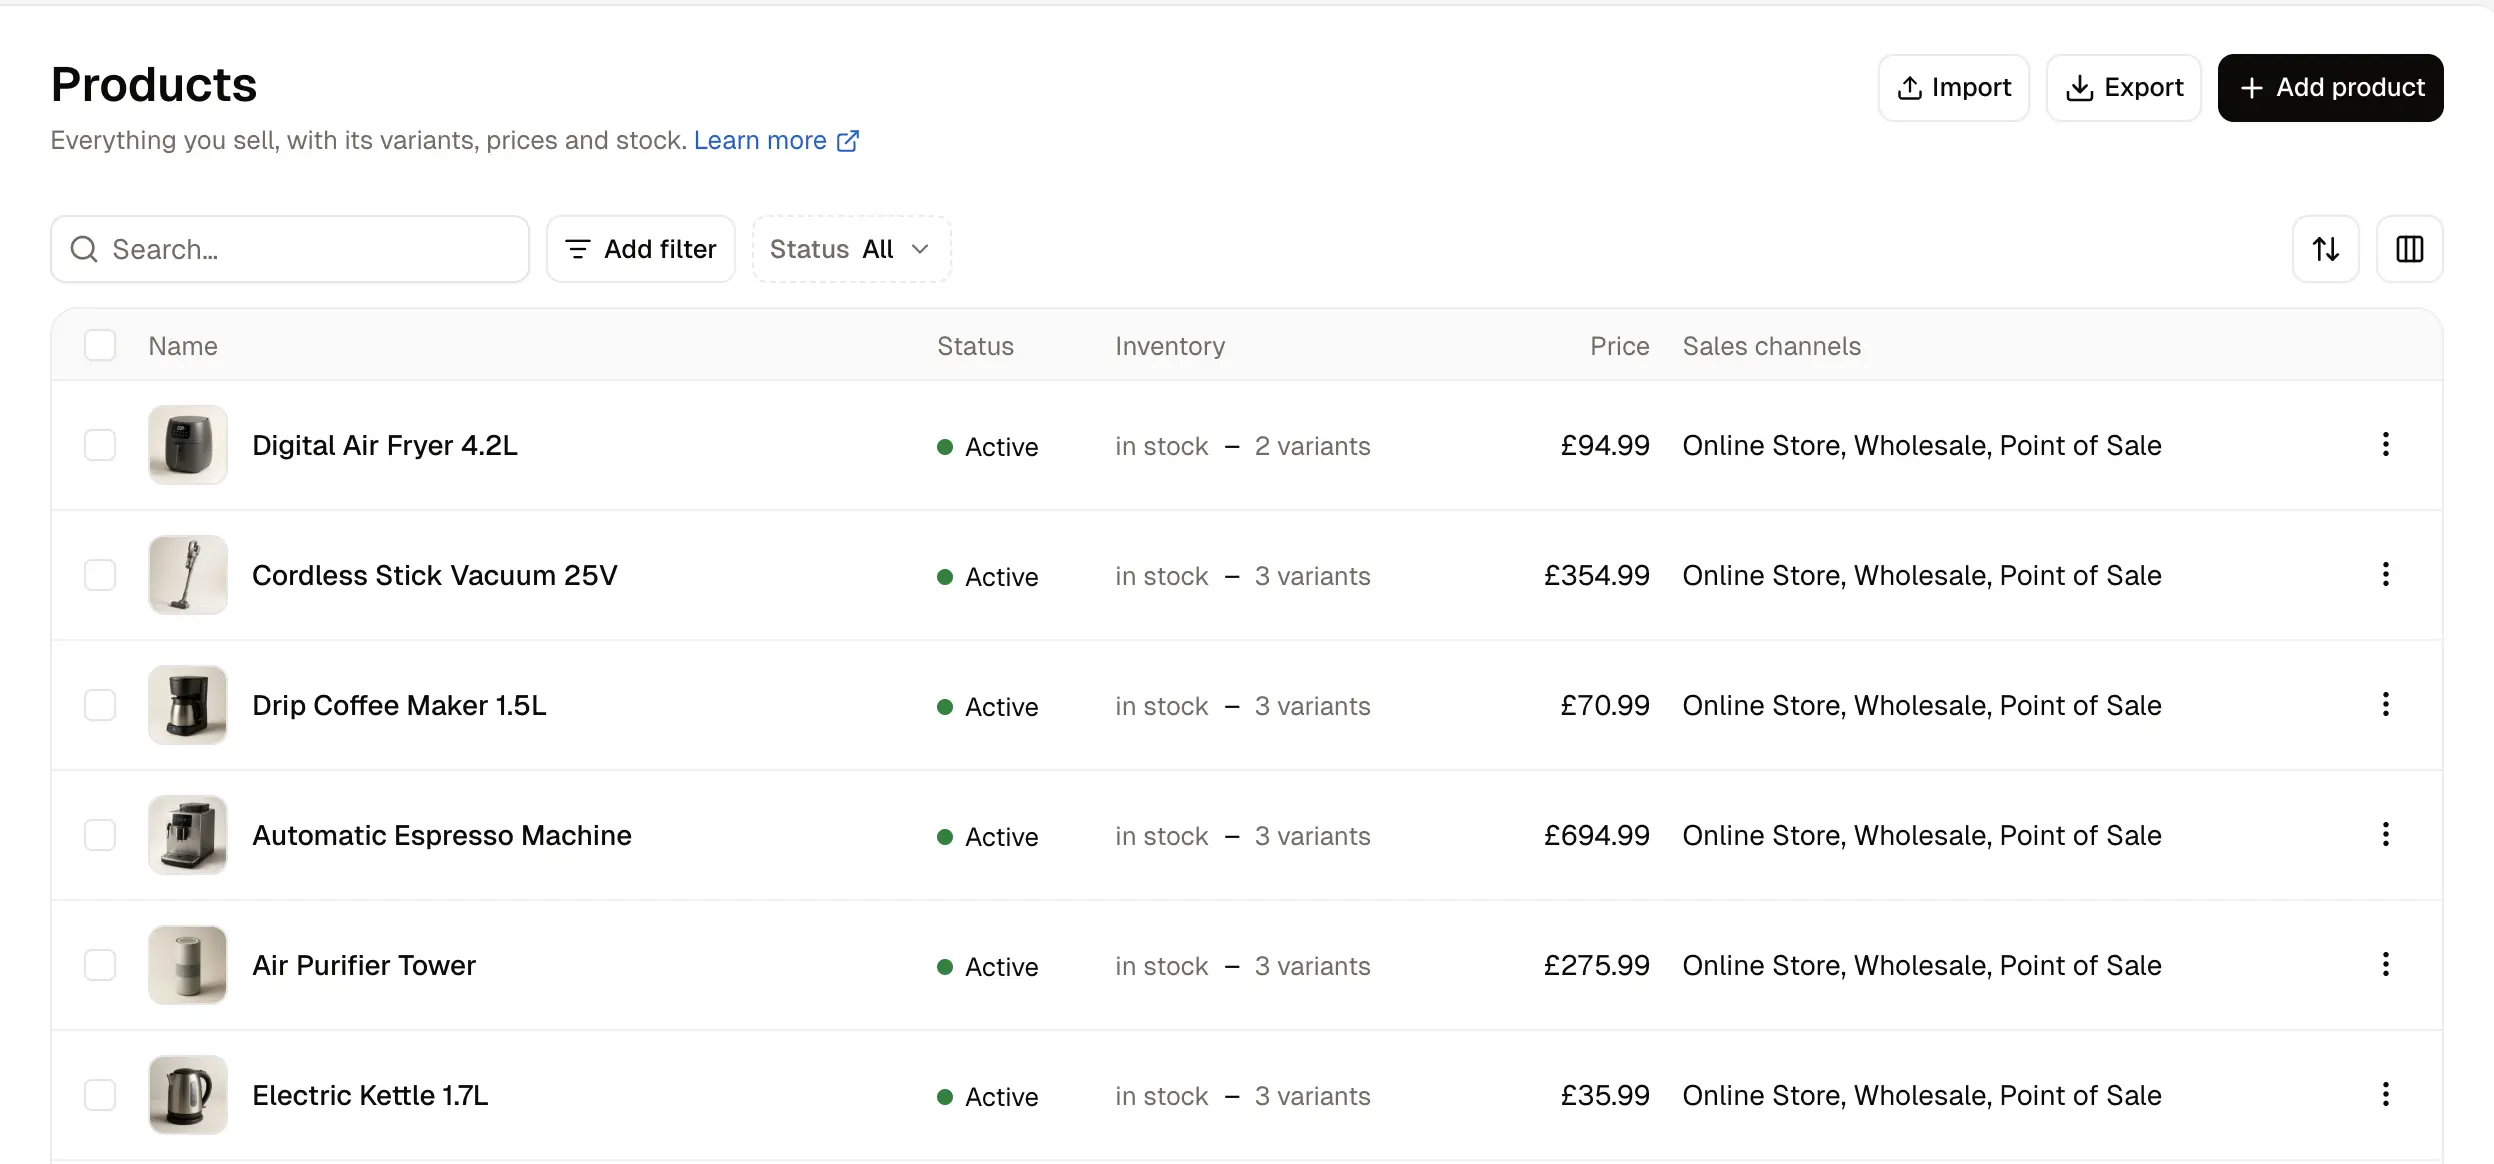 Products
Everything you sell, with its variants, prices and stock. Learn more
Import
Export
+ Add product
Search...
Add filter
Status All
Name Status Inventory Price Sales channels
Digital Air Fryer 4.2L Active in stock – 2 variants £94.99 Online Store, Wholesale, Point of Sale
Cordless Stick Vacuum 25V Active in stock – 3 variants £354.99 Online Store, Wholesale, Point of Sale
Drip Coffee Maker 1.5L Active in stock – 3 variants £70.99 Online Store, Wholesale, Point of Sale
Automatic Espresso Machine Active in stock – 3 variants £694.99 Online Store, Wholesale, Point of Sale
Air Purifier Tower Active in stock – 3 variants £275.99 Online Store, Wholesale, Point of Sale
Electric Kettle 1.7L Active in stock – 3 variants £35.99 Online Store, Wholesale, Point of Sale